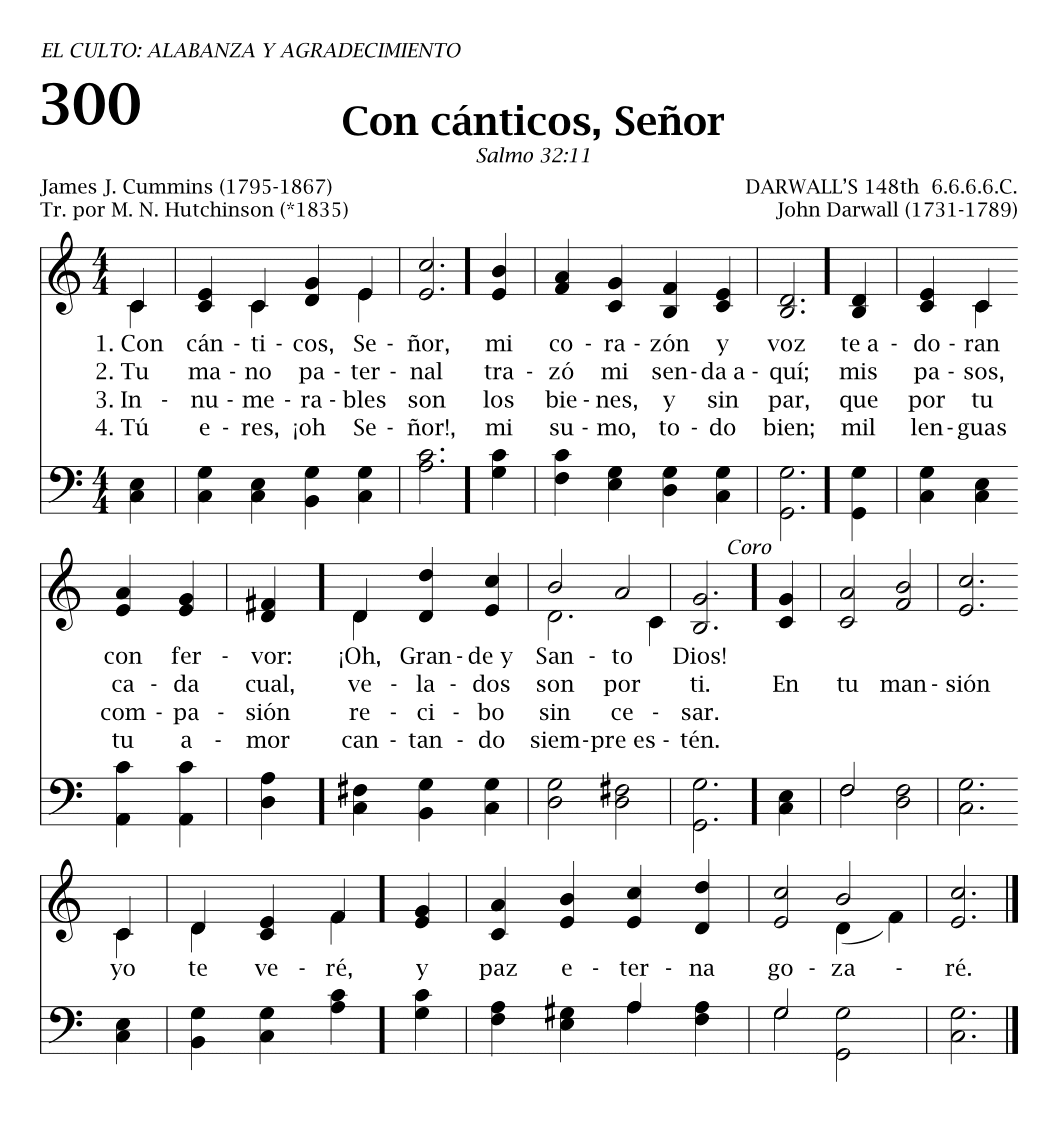 EL CULTO: ALABANZA Y AGRADECIMIENTO
300
Con cánticos, Señor
Salmo 32:11
James J. Cummins (1795-1867)
DARWALL'S 148th 6.6.6.6.C.
Tr. por M. N. Hutchinson (*1835)
John Darwall (1731-1789)
4 4
1. Con cán - ti - cos, Se - ñor, mi co - ra - zón y voz te a - do - ran
2. Tu ma - no pa - ter - nal tra - zó mi sen - da a - quí; mis pa - sos,
3. In - nu - me - ra - bles son los bie - nes, y sin par, que por tu
4. Tú e - res, ¡oh Se - ñor!, mi su - mo, to - do bien; mil len - guas
4 4
Coro
con fer - vor: ¡Oh, Gran - de y San - to Dios!
ca - da cual, ve - la - dos son por ti. En tu man - sión
com - pa - sión re - ci - bo sin ce - sar.
tu a - mor can - tan - do siem - pre es - tén.
yo te ve - ré, y paz e - ter - na go - za - ré.